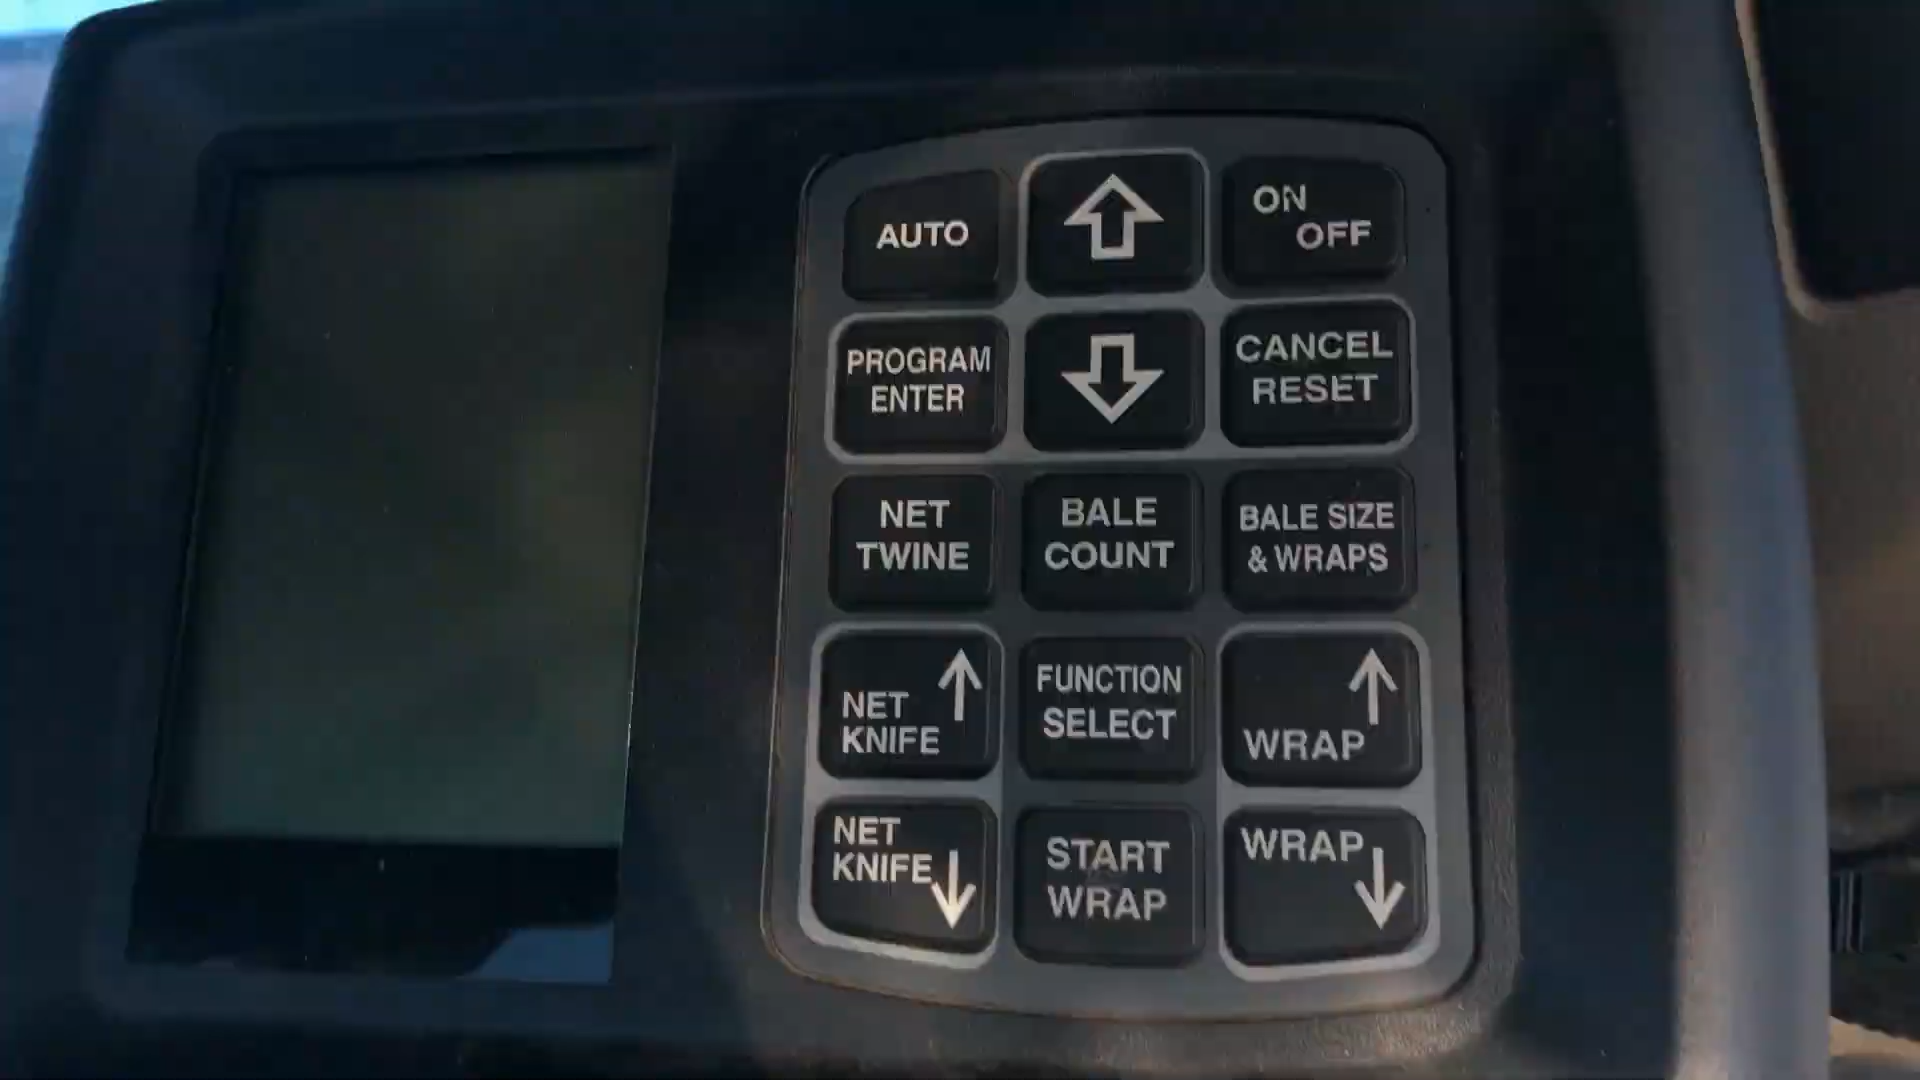 AUTO
ON
OFF
PROGRAM
ENTER
CANCEL
RESET
NET
TWINE
BALE
COUNT
BALE SIZE
& WRAPS
NET
KNIFE
FUNCTION
SELECT
WRAP
NET
KNIFE
START
WRAP
WRAP